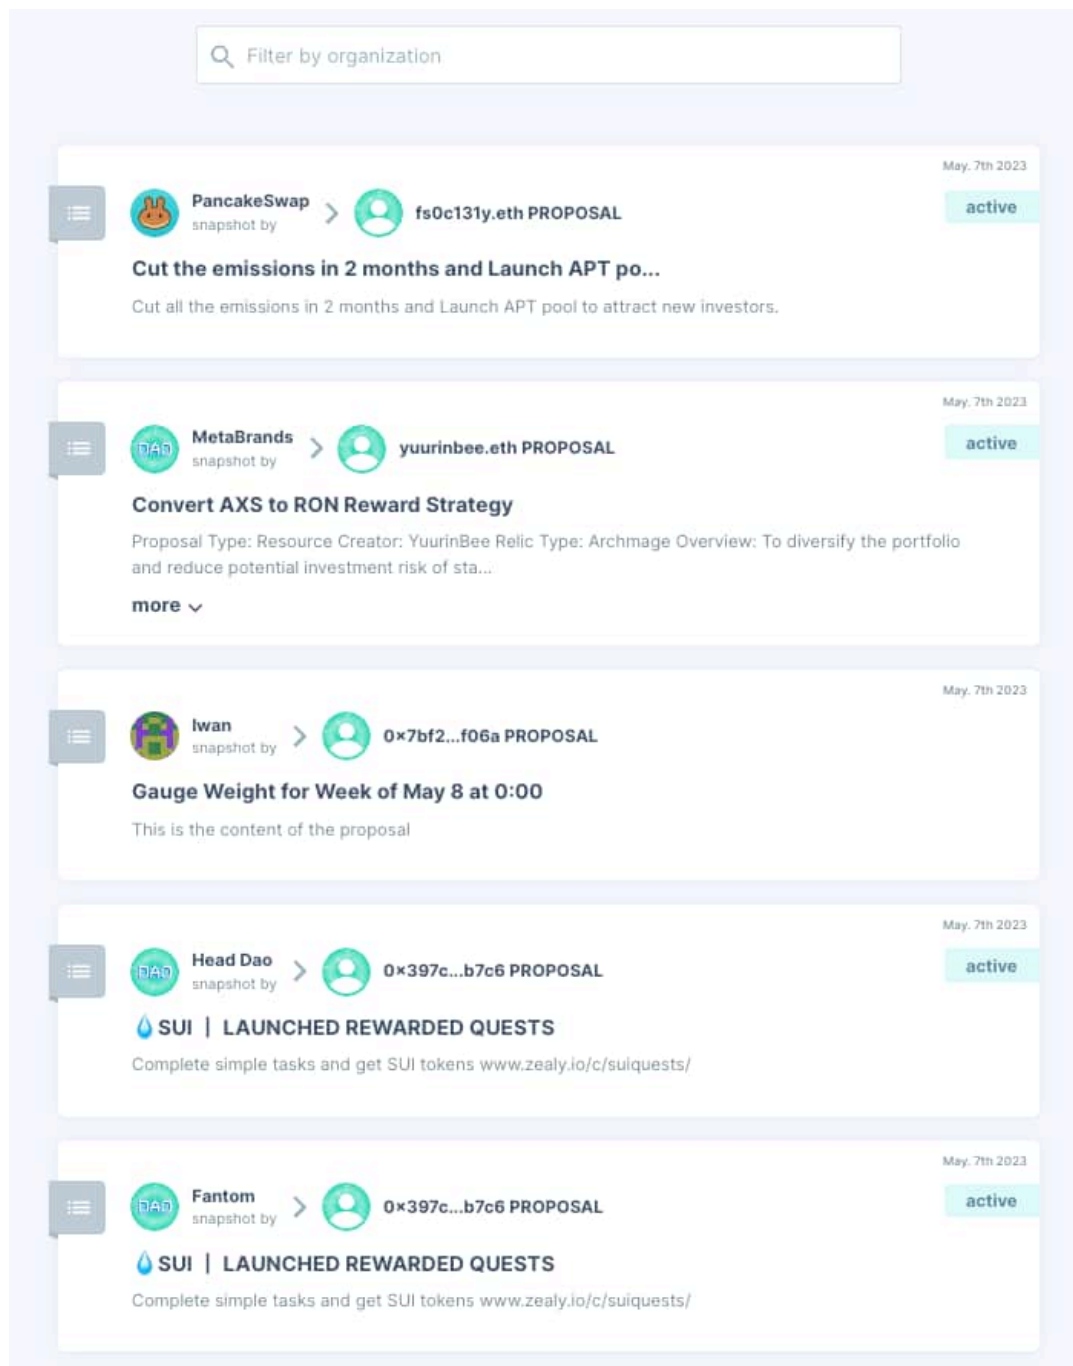 Filter by organization
May. 7th 2023
PancakeSwap
snapshot by
fs0c131y.eth PROPOSAL
active
Cut the emissions in 2 months and Launch APT po...
Cut all the emissions in 2 months and Launch APT pool to attract new investors.
May. 7th 2023
MetaBrands
snapshot by
yuurinbee.eth PROPOSAL
active
DAO
Convert AXS to RON Reward Strategy
Proposal Type: Resource Creator: YuurinBee Relic Type: Archmage Overview: To diversify the portfolio
and reduce potential investment risk of sta...
more
May. 7th 2023
Iwan
snapshot by
0×7bf2...f06a PROPOSAL
Gauge Weight for Week of May 8 at 0:00
This is the content of the proposal
May. 7th 2023
DAO
Head Dao
snapshot by
0×397c...b7c6 PROPOSAL
active
💧SUI | LAUNCHED REWARDED QUESTS
Complete simple tasks and get SUI tokens www.zealy.io/c/suiquests/
May. 7th 2023
DAO
Fantom
snapshot by
0×397c...b7c6 PROPOSAL
active
💧SUI | LAUNCHED REWARDED QUESTS
Complete simple tasks and get SUI tokens www.zealy.io/c/suiquests/